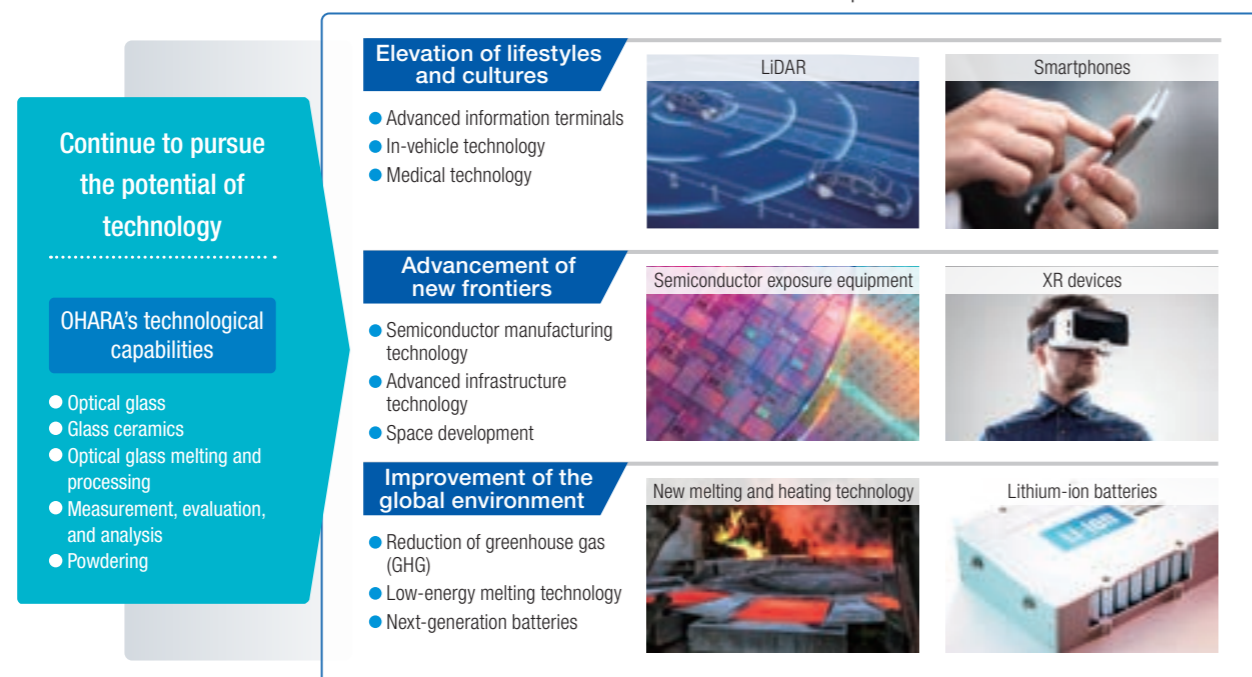 Continue to pursue
the potential of
technology
OHARA's technological
capabilities
Optical glass
Glass ceramics
Optical glass melting and
processing
Measurement, evaluation,
and analysis
Powdering
Elevation of lifestyles
and cultures
Advanced information terminals
In-vehicle technology
Medical technology
LiDAR
Smartphones
Advancement of
new frontiers
Semiconductor manufacturing
technology
Advanced infrastructure
technology
Space development
Semiconductor exposure equipment
XR devices
Improvement of the
global environment
Reduction of greenhouse gas
(GHG)
Low-energy melting technology
Next-generation batteries
New melting and heating technology
Lithium-ion batteries
Li-ion